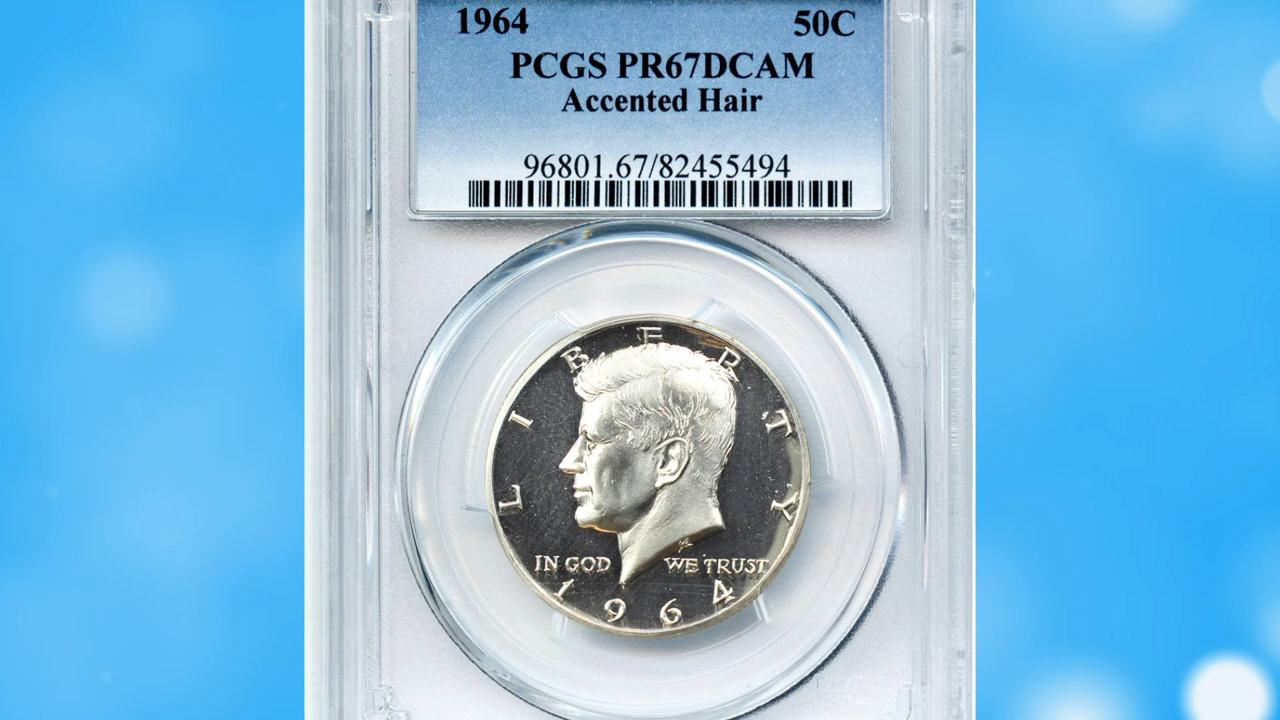 1964 50C
PCGS PR67DCAM
Accented Hair
96801.67/82455494
LIBERTY
IN GOD WE TRUST
1964